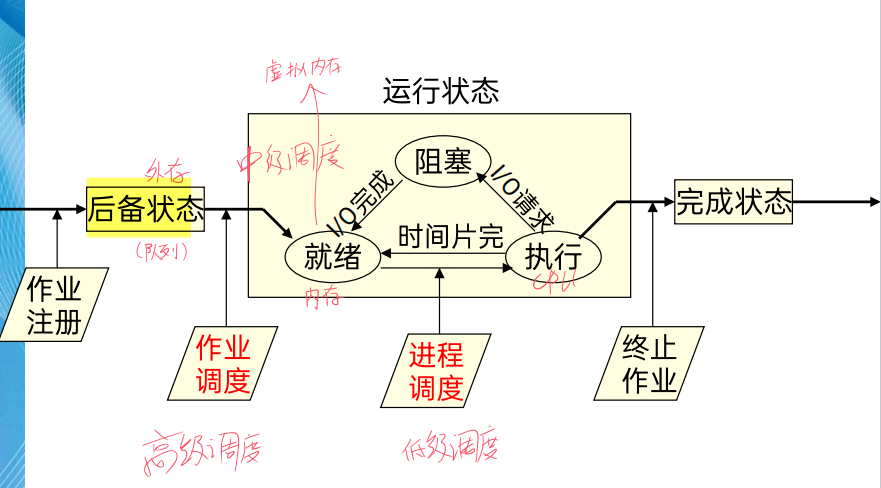 虚拟内存
运行状态
中级调度
外存
阻塞
I/O完成
I/O请求
后备状态
(队列)
完成状态
时间片完
就绪
执行
内存
CPU
作业
注册
作业
调度
进程
调度
终止
作业
高级调度
低级调度